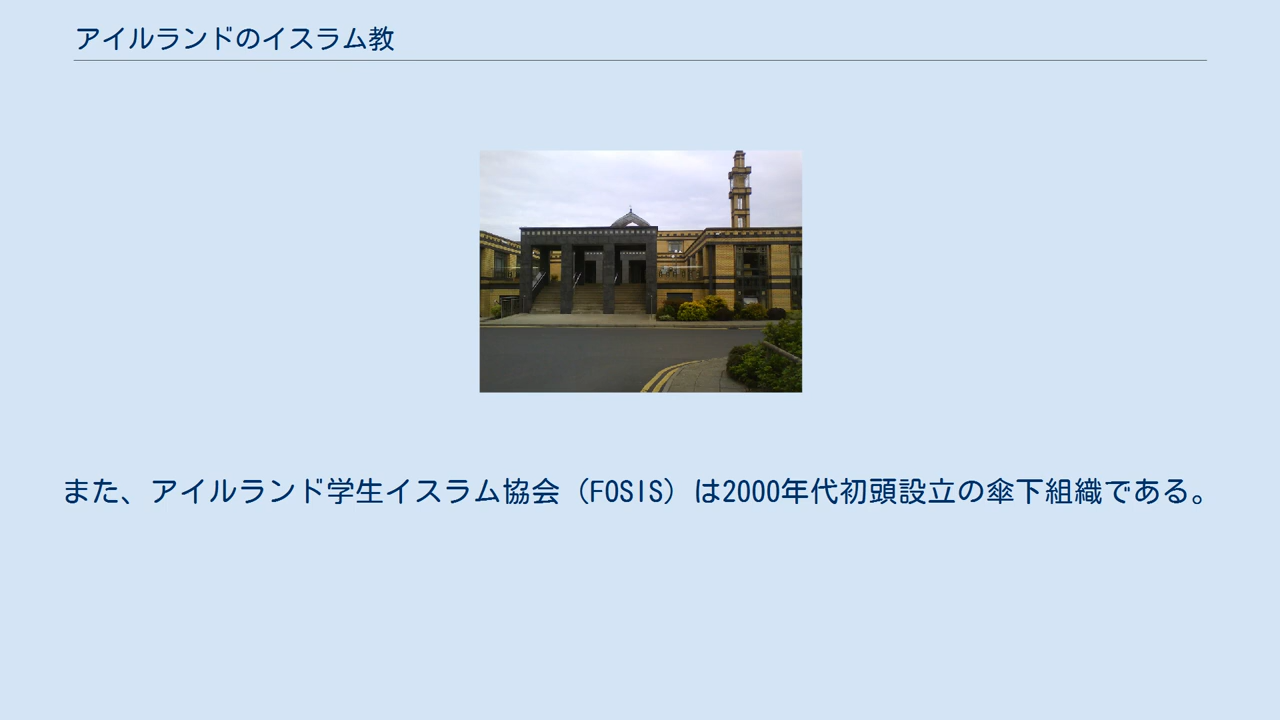 アイルランドのイスラム教
また、アイルランド学生イスラム協会（FOSIS）は2000年代初頭設立の傘下組織である。